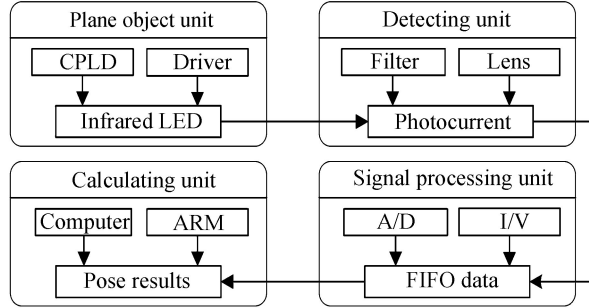 Plane object unit
CPLD Driver
Infrared LED
Detecting unit
Filter Lens
Photocurrent
Calculating unit
Computer ARM
Pose results
Signal processing unit
A/D I/V
FIFO data